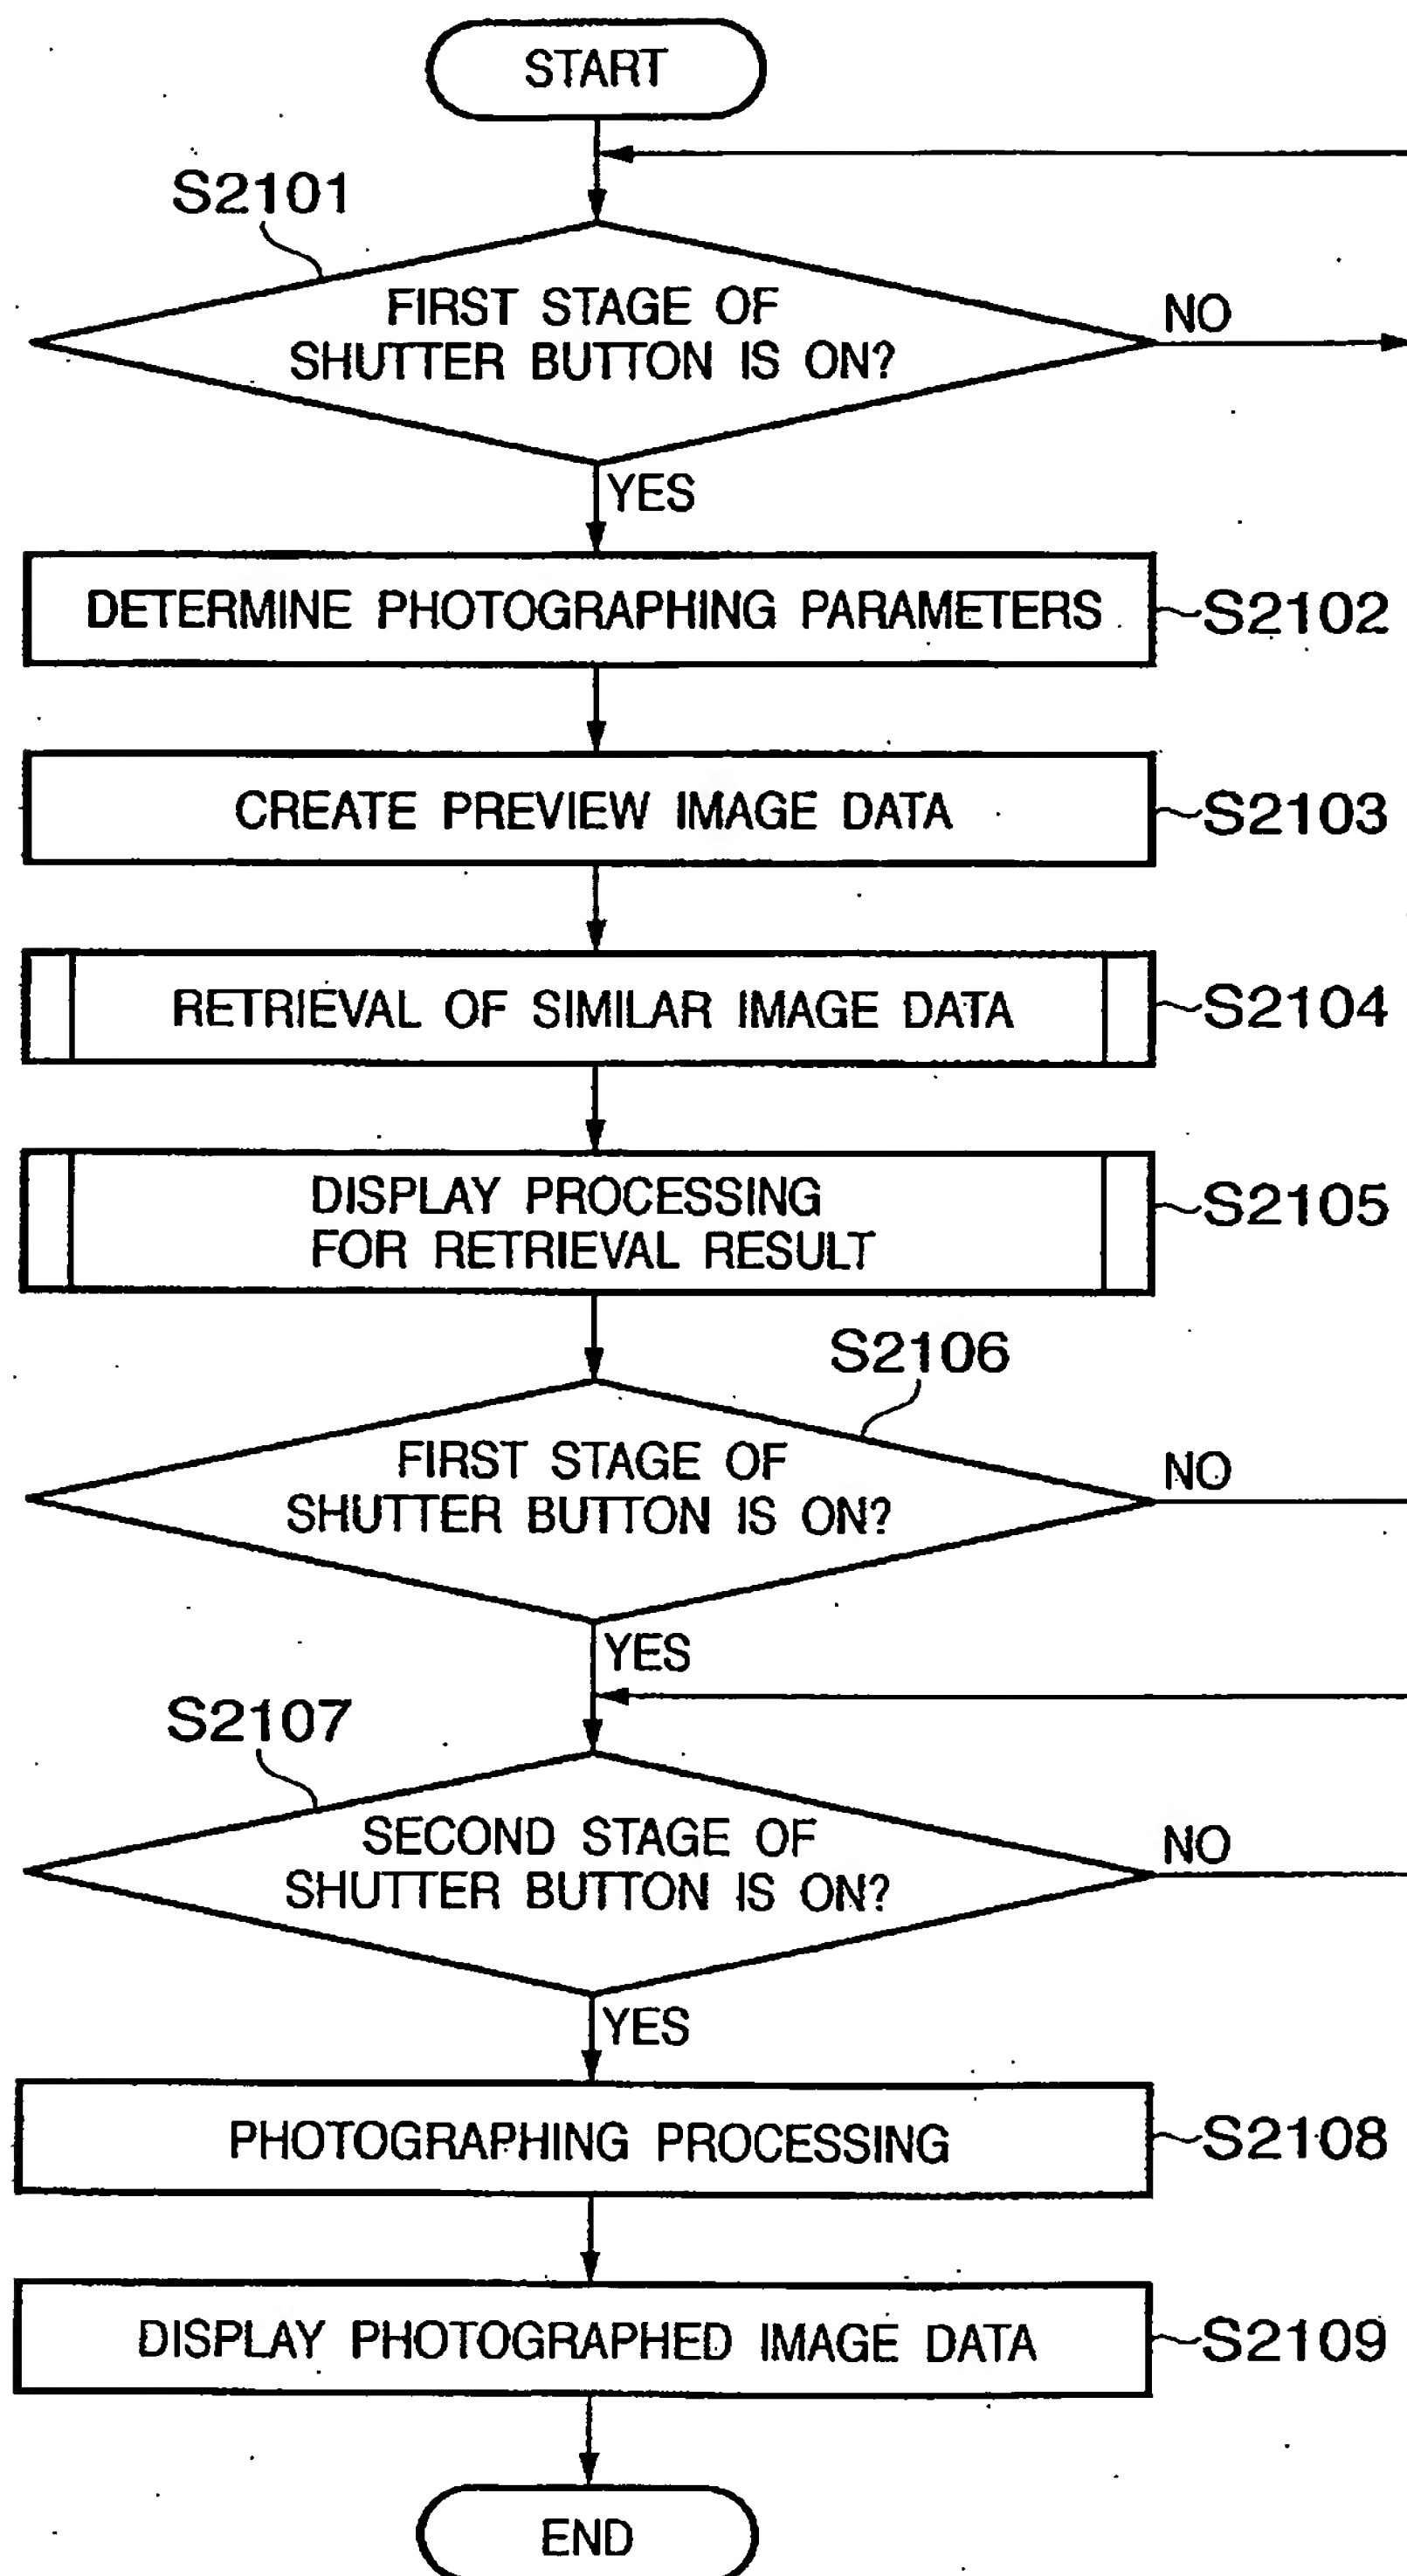 START
S2101
FIRST STAGE OF
SHUTTER BUTTON IS ON?
NO
YES
DETERMINE PHOTOGRAPHING PARAMETERS
S2102
CREATE PREVIEW IMAGE DATA
S2103
RETRIEVAL OF SIMILAR IMAGE DATA
S2104
DISPLAY PROCESSING
FOR RETRIEVAL RESULT
S2105
S2106
FIRST STAGE OF
SHUTTER BUTTON IS ON?
NO
YES
S2107
SECOND STAGE OF
SHUTTER BUTTON IS ON?
NO
YES
PHOTOGRAPHING PROCESSING
S2108
DISPLAY PHOTOGRAPHED IMAGE DATA
S2109
END